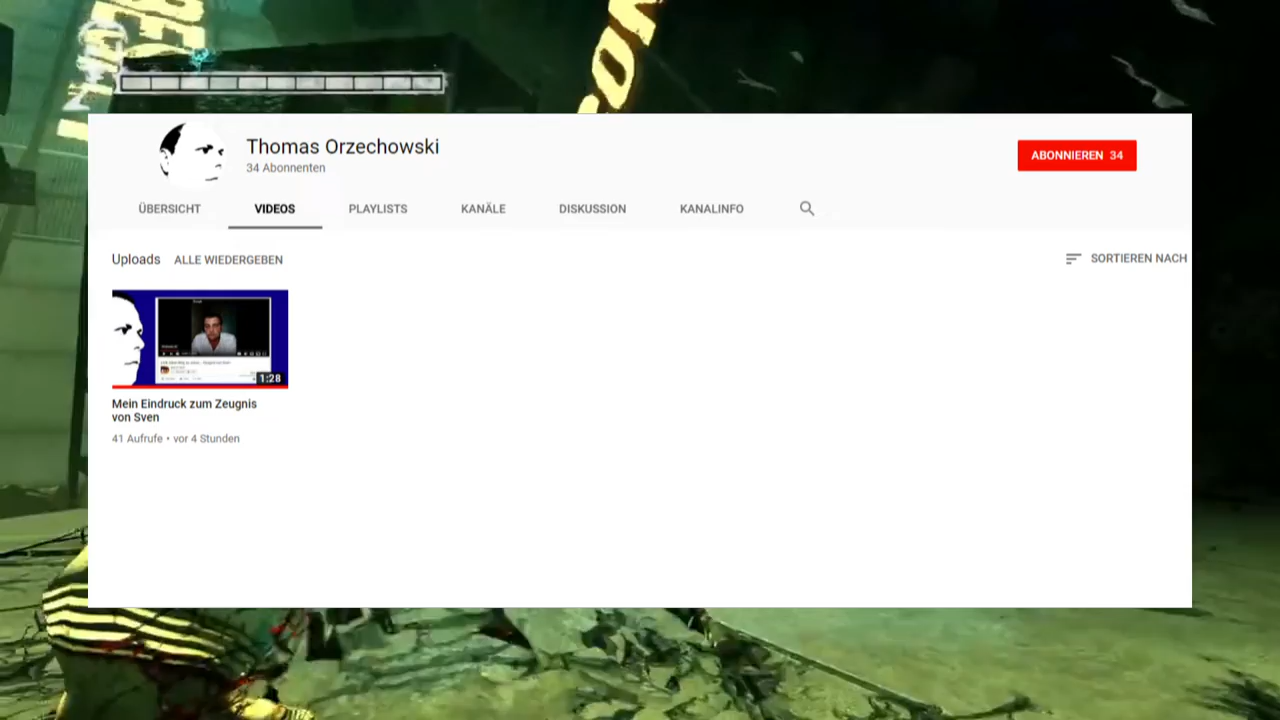 Thomas Orzechowski
34 Abonnenten
ABONNIEREN 34
ÜBERSICHT VIDEOS PLAYLISTS KANÄLE DISKUSSION KANALINFO
Uploads ALLE WIEDERGEBEN
SORTIEREN NACH
1:28
Mein Eindruck zum Zeugnis
von Sven
41 Aufrufe • vor 4 Stunden